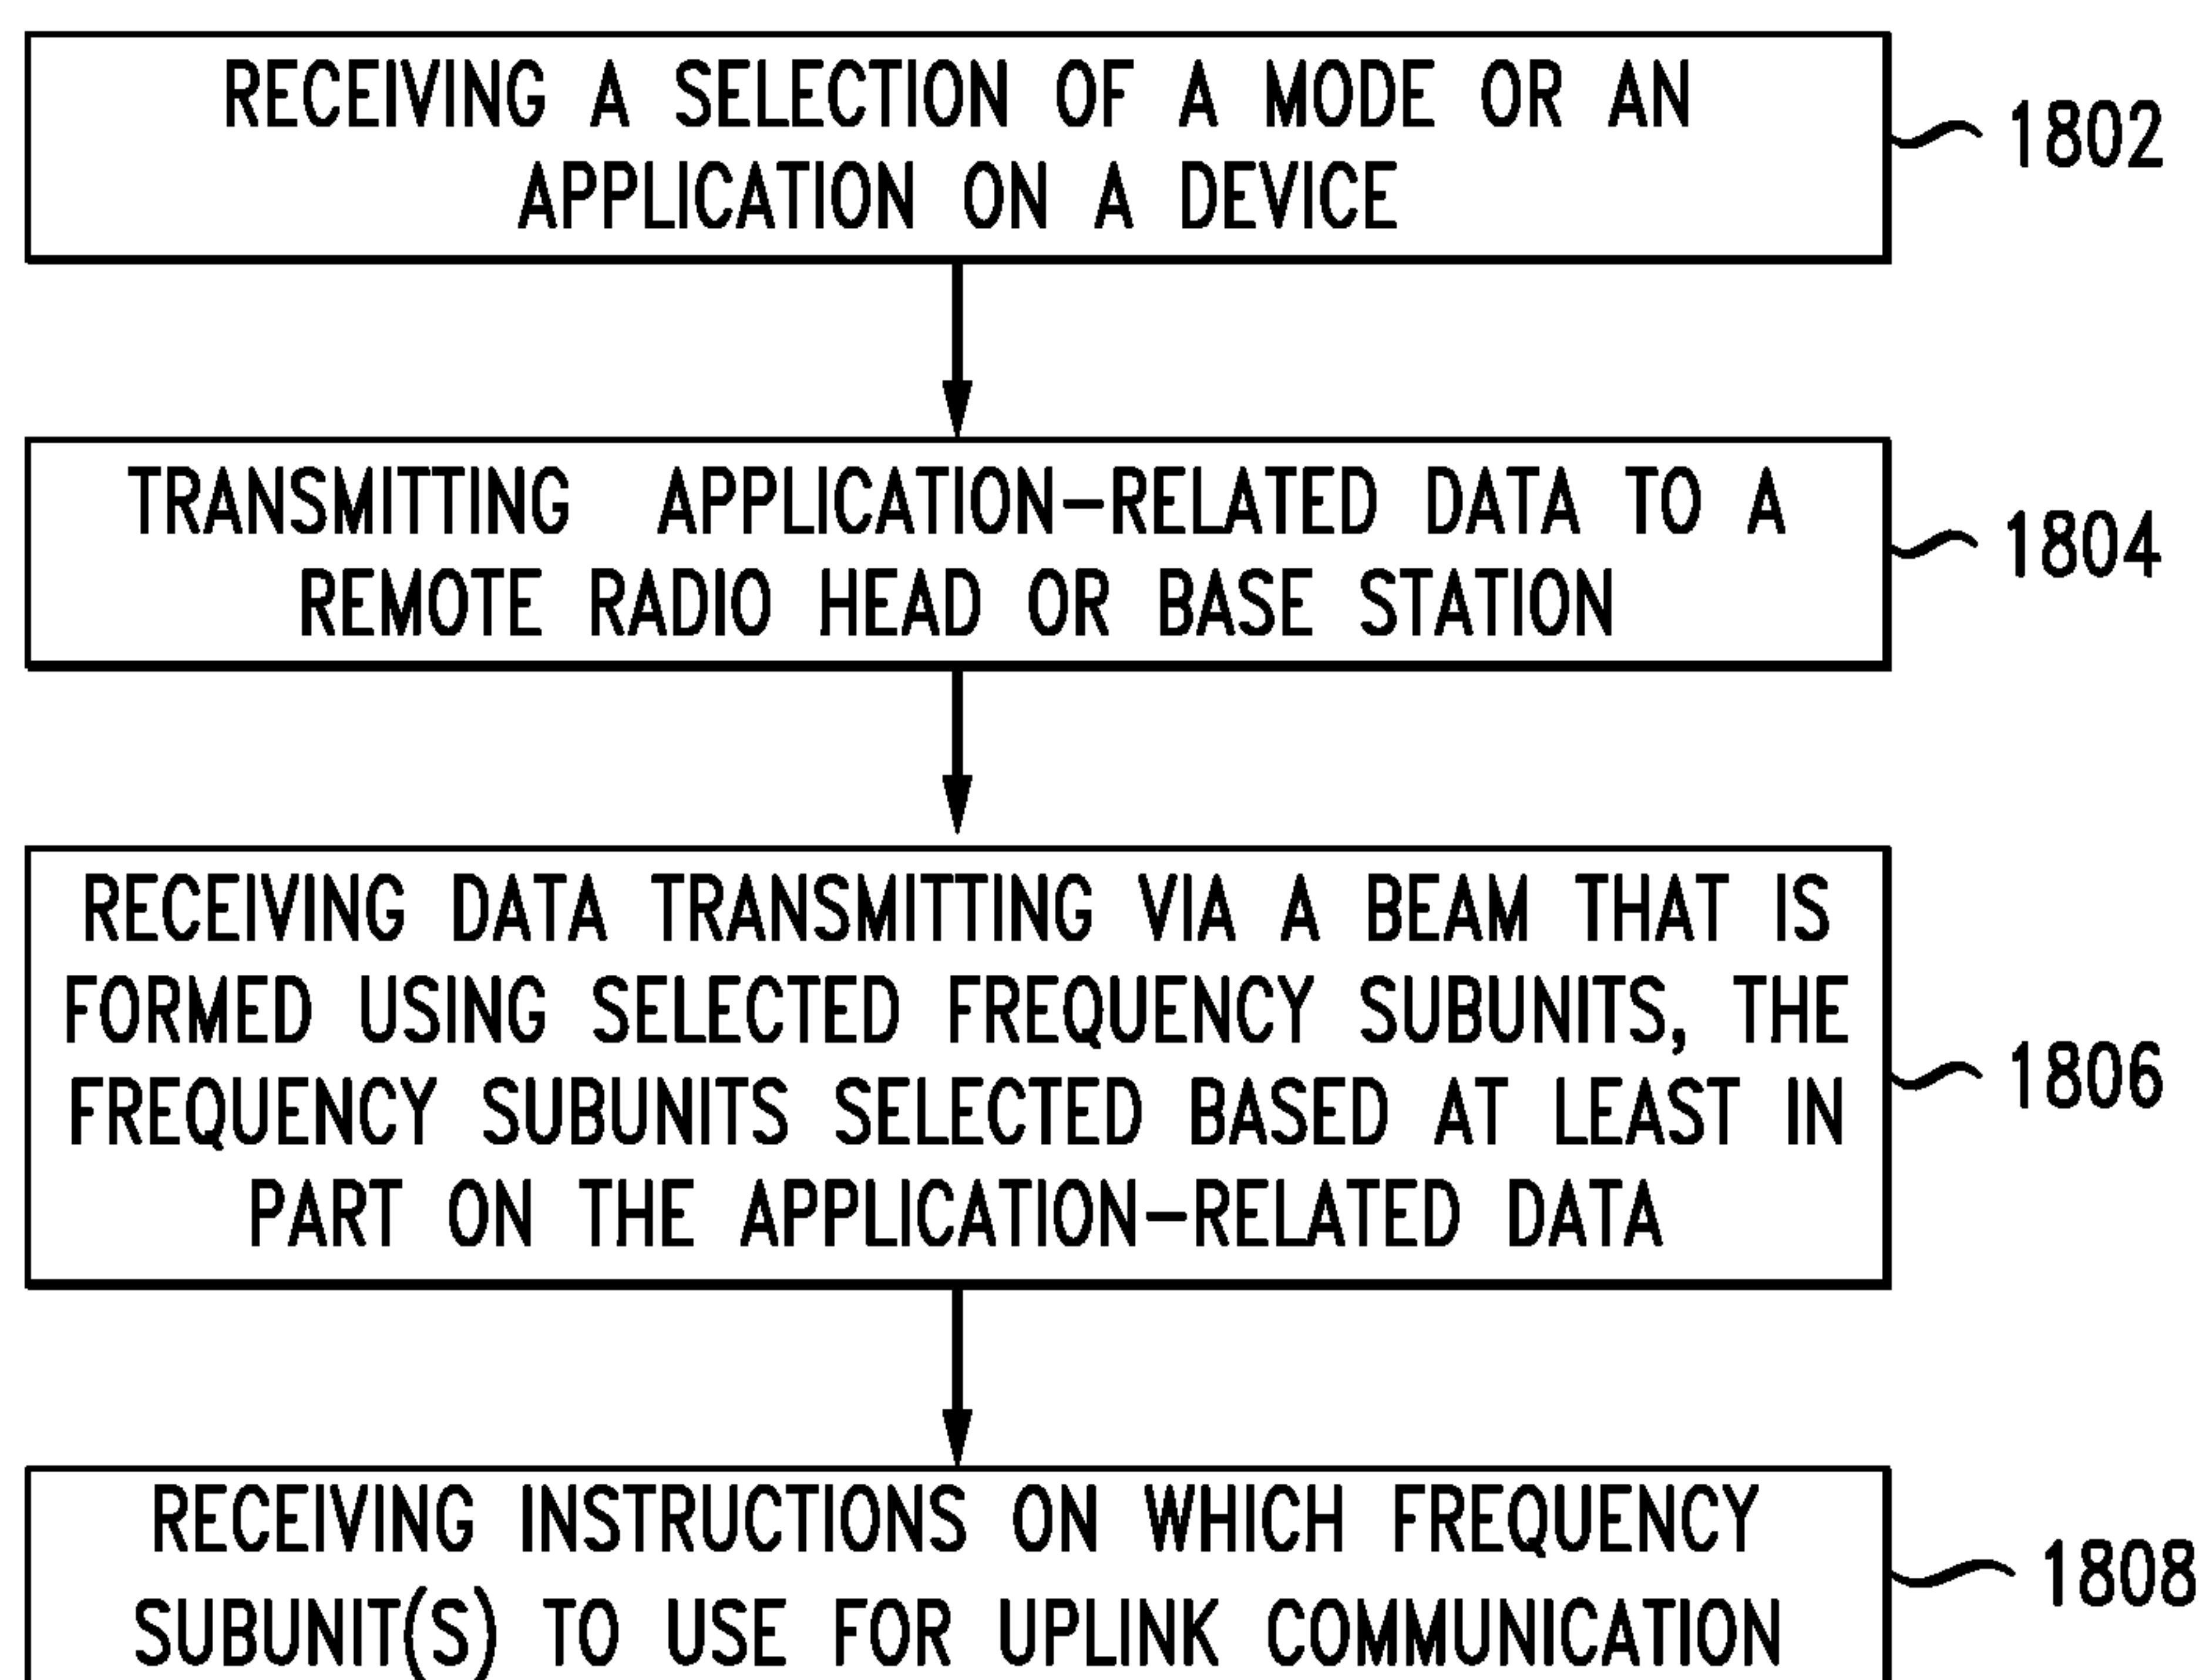 RECEIVING A SELECTION OF A MODE OR AN
APPLICATION ON A DEVICE
1802
TRANSMITTING APPLICATION-RELATED DATA TO A
REMOTE RADIO HEAD OR BASE STATION
1804
RECEIVING DATA TRANSMITTING VIA A BEAM THAT IS
FORMED USING SELECTED FREQUENCY SUBUNITS, THE
FREQUENCY SUBUNITS SELECTED BASED AT LEAST IN
PART ON THE APPLICATION-RELATED DATA
1806
RECEIVING INSTRUCTIONS ON WHICH FREQUENCY
SUBUNIT(S) TO USE FOR UPLINK COMMUNICATION
1808